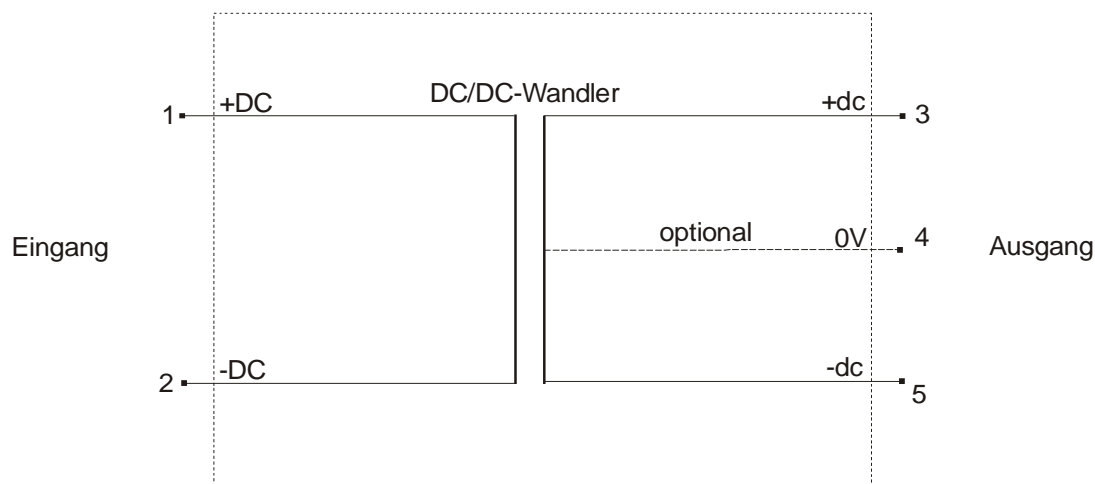 DC/DC-Wandler
1 +DC +dc 3
Eingang optional 0V 4 Ausgang
2 -DC -dc 5